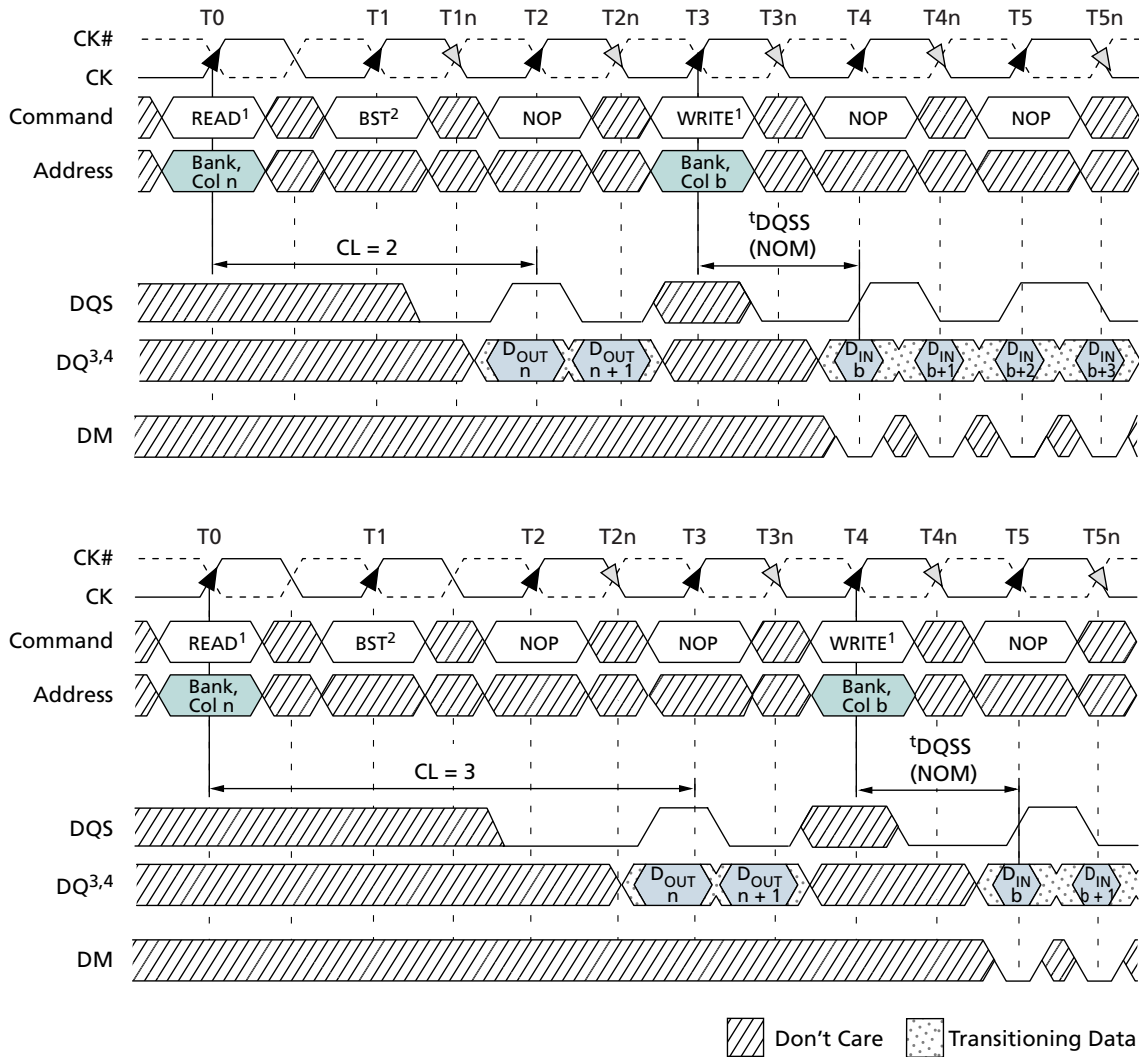 T0 T1 T1n T2 T2n T3 T3n T4 T4n T5 T5n
CK#
CK
Command READ1 BST2 NOP WRITE1 NOP NOP
Address Bank, Col n Bank, Col b
CL = 2
tDQSS (NOM)
DQS
DQ3,4 DOUT n DOUT n + 1 DIN b DIN b+1 DIN b+2 DIN b+3
DM
T0 T1 T2 T2n T3 T3n T4 T4n T5 T5n
CK#
CK
Command READ1 BST2 NOP NOP WRITE1 NOP
Address Bank, Col n Bank, Col b
CL = 3
tDQSS (NOM)
DQS
DQ3,4 DOUT n DOUT n + 1 DIN b DIN b + 1
DM
Don't Care Transitioning Data